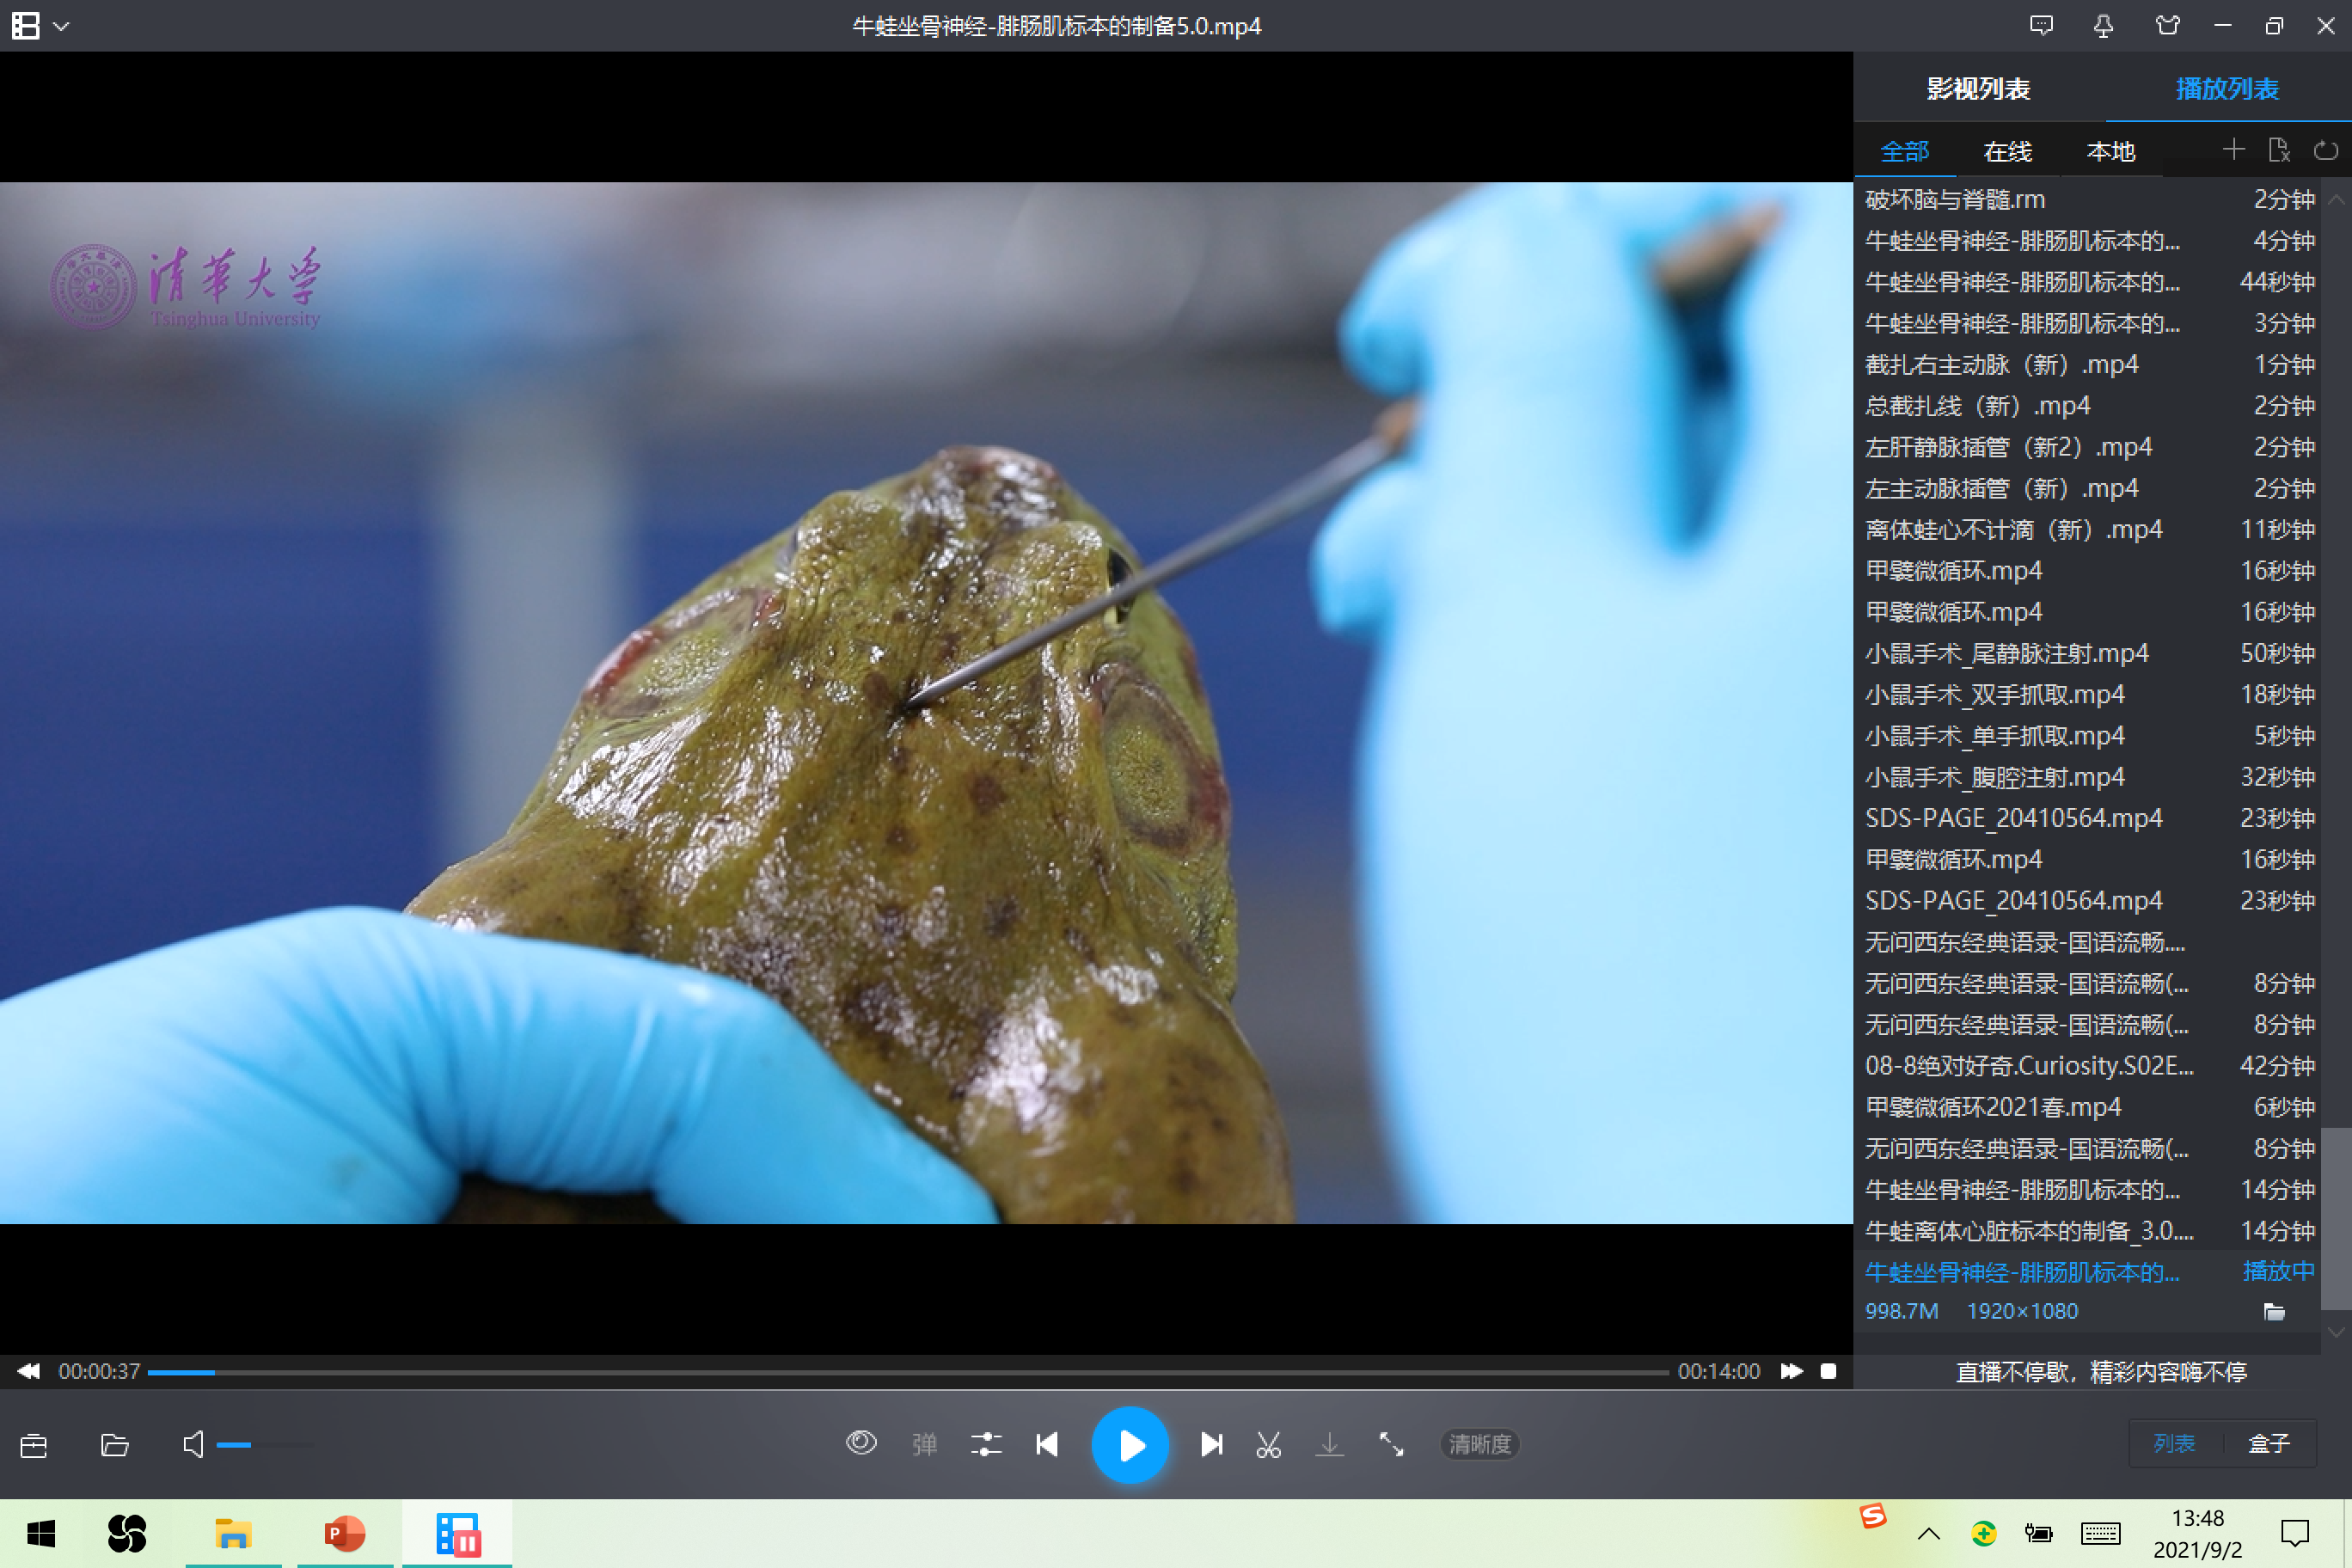 牛蛙坐骨神经-腓肠肌标本的制备5.0.mp4
清華大学
Tsinghua University
影视列表 播放列表
全部 在线 本地
破坏脑与脊髓.rm 2分钟
牛蛙坐骨神经-腓肠肌标本的... 4分钟
牛蛙坐骨神经-腓肠肌标本的... 44秒钟
牛蛙坐骨神经-腓肠肌标本的... 3分钟
截扎右主动脉（新）.mp4 1分钟
总截扎线（新）.mp4 2分钟
左肝静脉插管（新2）.mp4 2分钟
左主动脉插管（新）.mp4 2分钟
离体蛙心不计滴（新）.mp4 11秒钟
甲襞微循环.mp4 16秒钟
甲襞微循环.mp4 16秒钟
小鼠手术_尾静脉注射.mp4 50秒钟
小鼠手术_双手抓取.mp4 18秒钟
小鼠手术_单手抓取.mp4 5秒钟
小鼠手术_腹腔注射.mp4 32秒钟
SDS-PAGE_20410564.mp4 23秒钟
甲襞微循环.mp4 16秒钟
SDS-PAGE_20410564.mp4 23秒钟
无问西东经典语录-国语流畅....
无问西东经典语录-国语流畅(... 8分钟
无问西东经典语录-国语流畅(... 8分钟
08-8绝对好奇.Curiosity.S02E... 42分钟
甲襞微循环2021春.mp4 6秒钟
无问西东经典语录-国语流畅(... 8分钟
牛蛙坐骨神经-腓肠肌标本的... 14分钟
牛蛙离体心脏标本的制备_3.0.... 14分钟
牛蛙坐骨神经-腓肠肌标本的... 播放中
998.7M 1920×1080
00:00:37 00:14:00
直播不停歇，精彩内容嗨不停
弹 清晰度
列表 盒子
13:48
2021/9/2